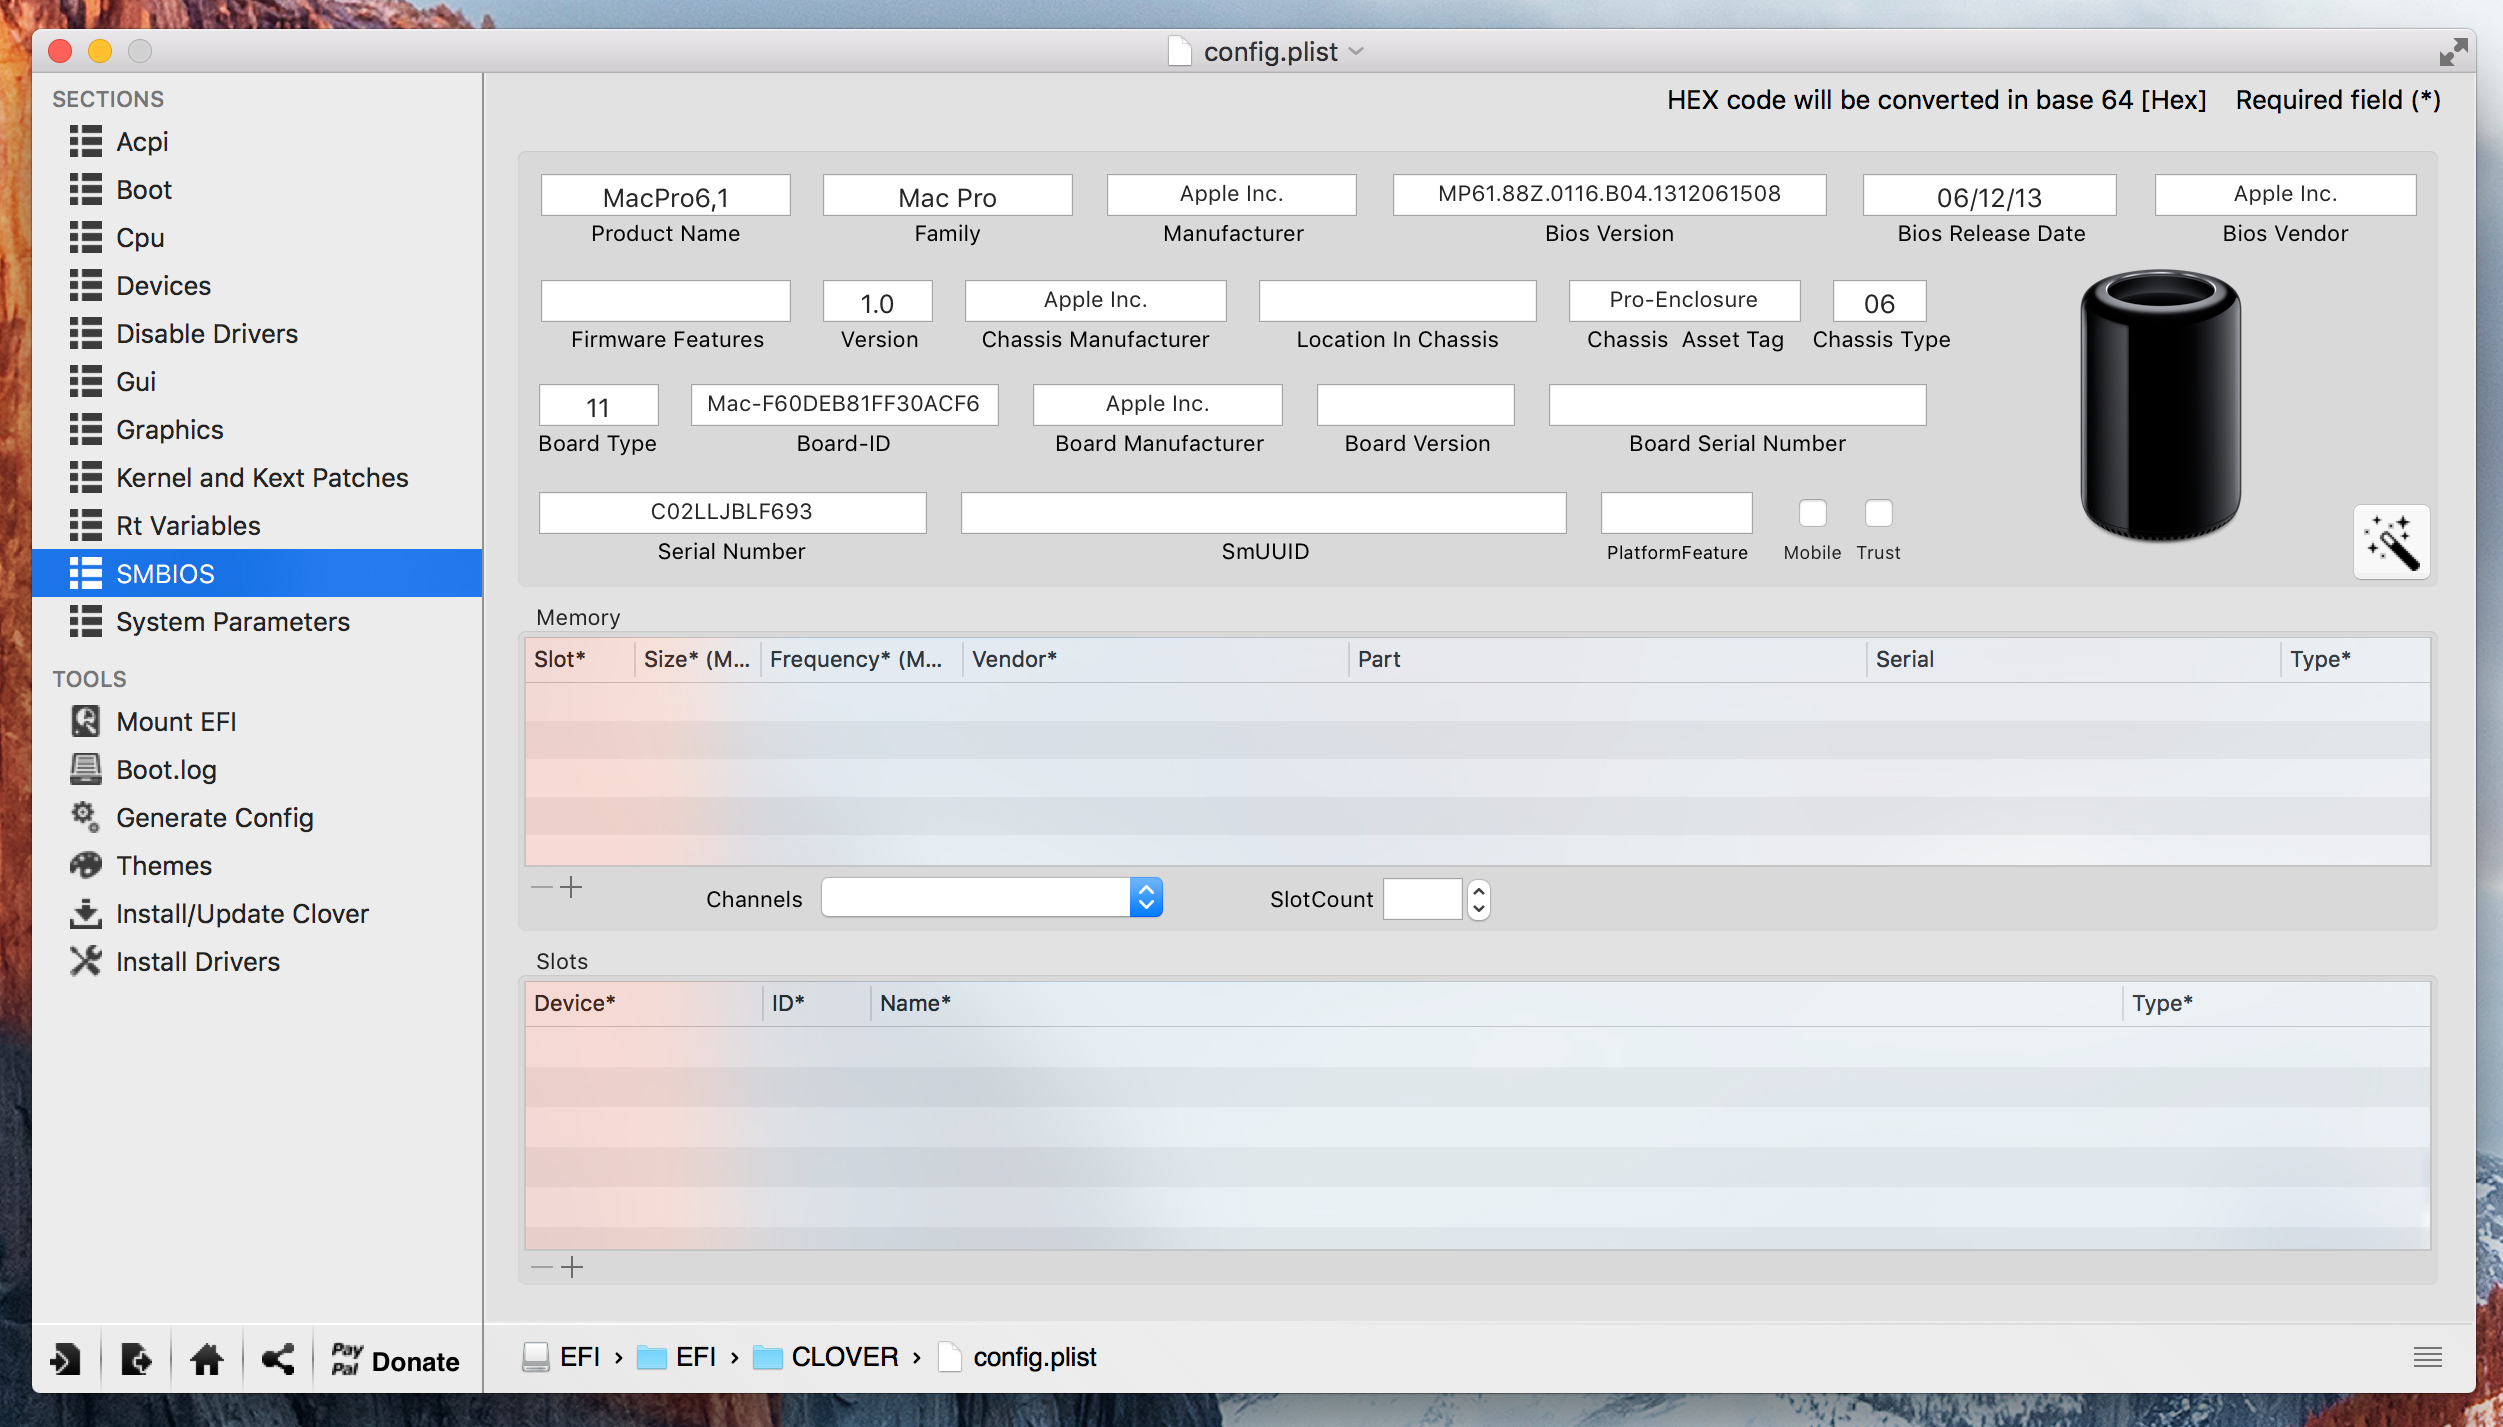 config.plist
SECTIONS
Acpi
Boot
Cpu
Devices
Disable Drivers
Gui
Graphics
Kernel and Kext Patches
Rt Variables
SMBIOS
System Parameters
TOOLS
Mount EFI
Boot.log
Generate Config
Themes
Install/Update Clover
Install Drivers
Pay
Pal Donate
HEX code will be converted in base 64 [Hex] Required field (*)
MacPro6,1 Mac Pro Apple Inc. MP61.88Z.0116.B04.1312061508 06/12/13 Apple Inc.
Product Name Family Manufacturer Bios Version Bios Release Date Bios Vendor
1.0 Apple Inc. Pro-Enclosure 06
Firmware Features Version Chassis Manufacturer Location In Chassis Chassis Asset Tag Chassis Type
11 Mac-F60DEB81FF30ACF6 Apple Inc.
Board Type Board-ID Board Manufacturer Board Version Board Serial Number
C02LLJBLF693
Serial Number SmUUID PlatformFeature Mobile Trust
Memory
Slot* Size* (M... Frequency* (M... Vendor* Part Serial Type*
Channels SlotCount
Slots
Device* ID* Name* Type*
EFI › EFI › CLOVER › config.plist